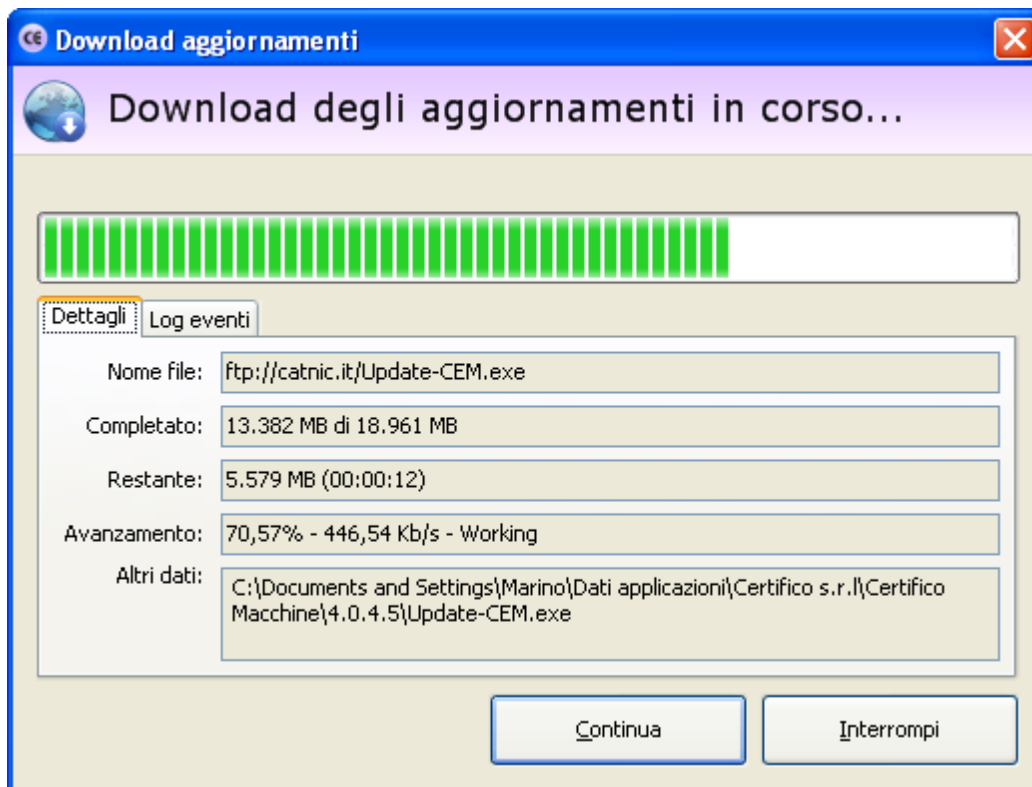 CE Download aggiornamenti
Download degli aggiornamenti in corso...
Dettagli Log eventi
Nome file: ftp://catnic.it/Update-CEM.exe
Completato: 13.382 MB di 18.961 MB
Restante: 5.579 MB (00:00:12)
Avanzamento: 70,57% - 446,54 Kb/s - Working
Altri dati: C:\Documents and Settings\Marino\Dati applicazioni\Certifico s.r.l\Certifico
Macchine\4.0.4.5\Update-CEM.exe
Continua Interrompi